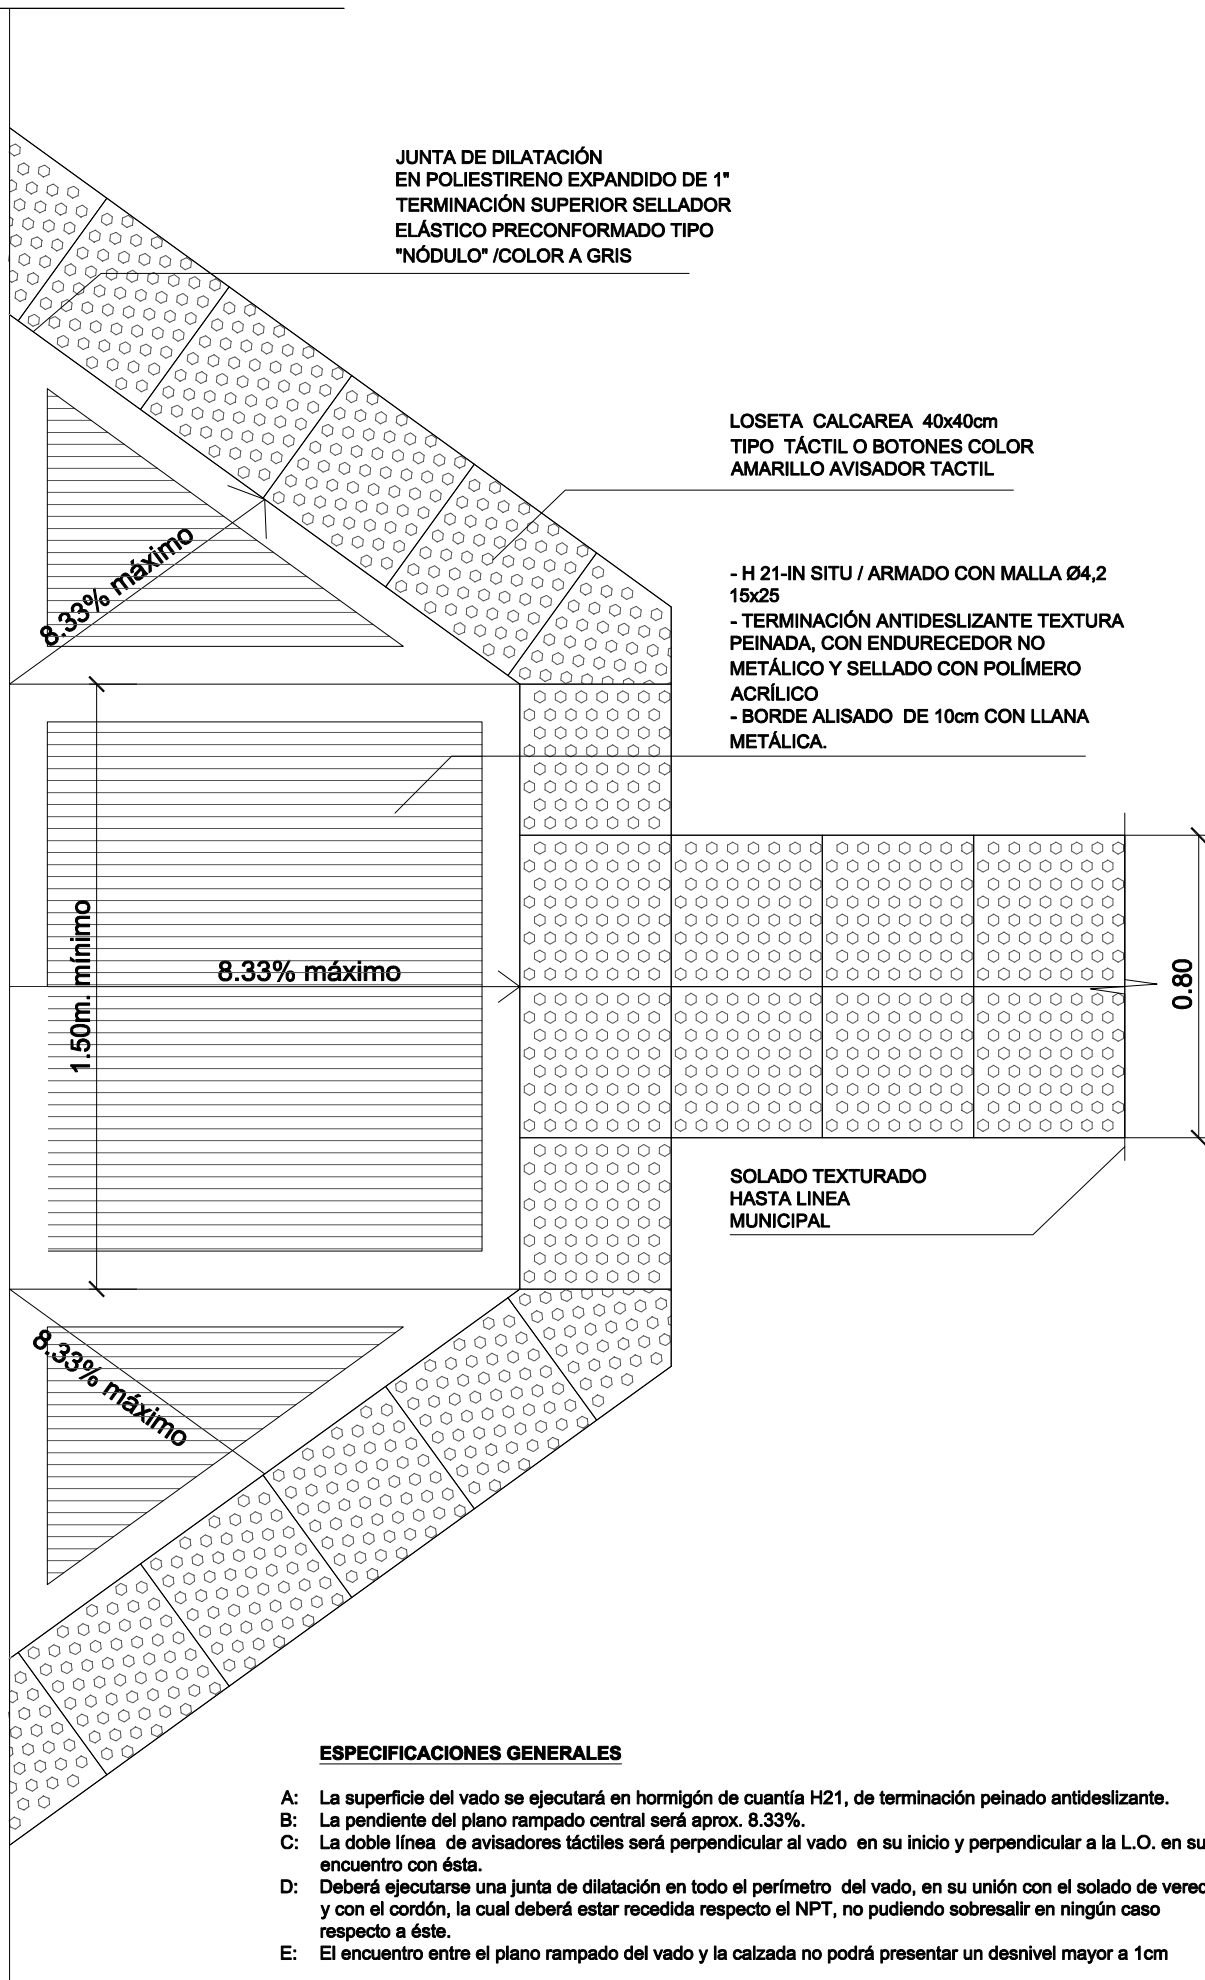 JUNTA DE DILATACIÓN
EN POLIESTIRENO EXPANDIDO DE 1"
TERMINACIÓN SUPERIOR SELLADOR
ELÁSTICO PRECONFORMADO TIPO
"NÓDULO" /COLOR A GRIS
LOSETA CALCAREA 40x40cm
TIPO TÁCTIL O BOTONES COLOR
AMARILLO AVISADOR TACTIL
8.33% máximo
- H 21-IN SITU / ARMADO CON MALLA Ø4,2
15x25
- TERMINACIÓN ANTIDESLIZANTE TEXTURA
PEINADA, CON ENDURECEDOR NO
METÁLICO Y SELLADO CON POLÍMERO
ACRÍLICO
- BORDE ALISADO DE 10cm CON LLANA
METÁLICA.
1.50m. mínimo
8.33% máximo
0.80
SOLADO TEXTURADO
HASTA LINEA
MUNICIPAL
8.33% máximo
ESPECIFICACIONES GENERALES
A: La superficie del vado se ejecutará en hormigón de cuantía H21, de terminación peinado antideslizante.
B: La pendiente del plano rampado central será aprox. 8.33%.
C: La doble línea de avisadores táctiles será perpendicular al vado en su inicio y perpendicular a la L.O. en su
encuentro con ésta.
D: Deberá ejecutarse una junta de dilatación en todo el perímetro del vado, en su unión con el solado de vered
y con el cordón, la cual deberá estar recedida respecto el NPT, no pudiendo sobresalir en ningún caso
respecto a éste.
E: El encuentro entre el plano rampado del vado y la calzada no podrá presentar un desnivel mayor a 1cm